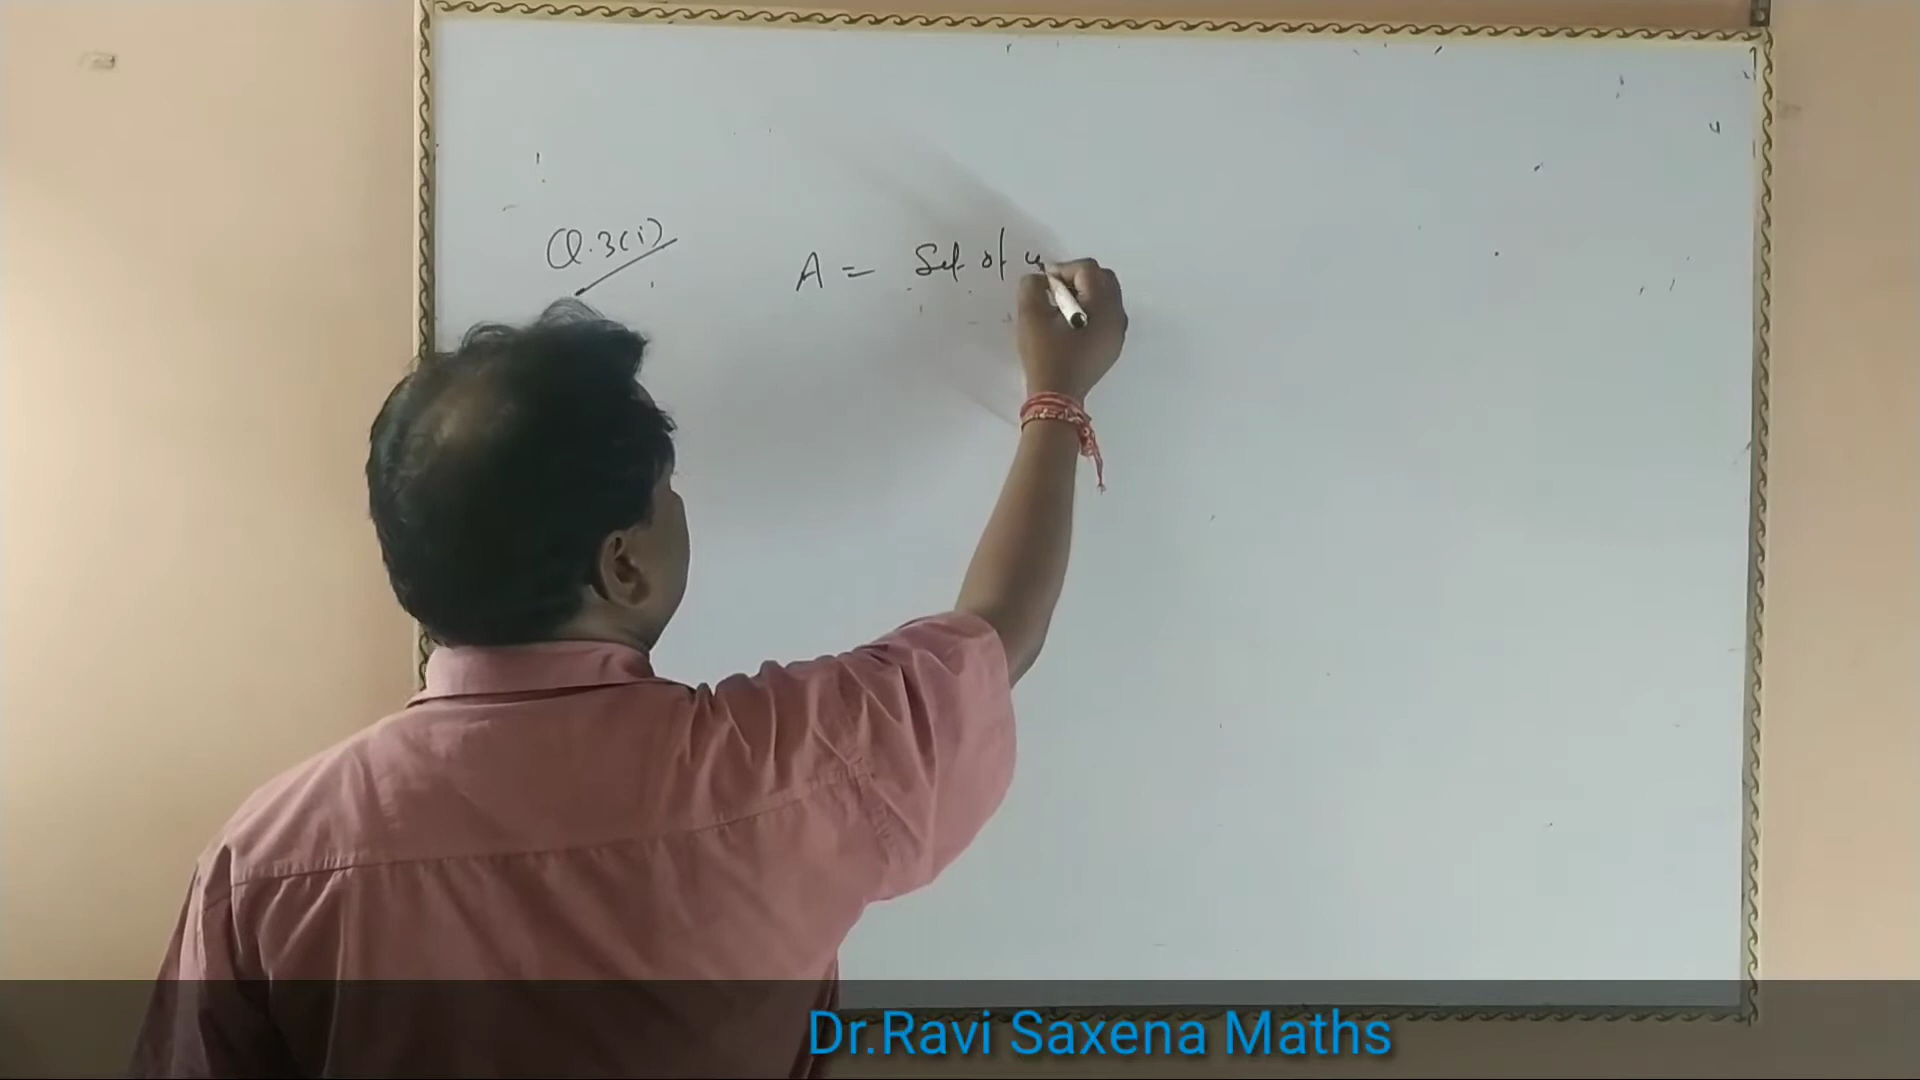 Q.3(i)
A = Set of
Dr.Ravi Saxena Maths